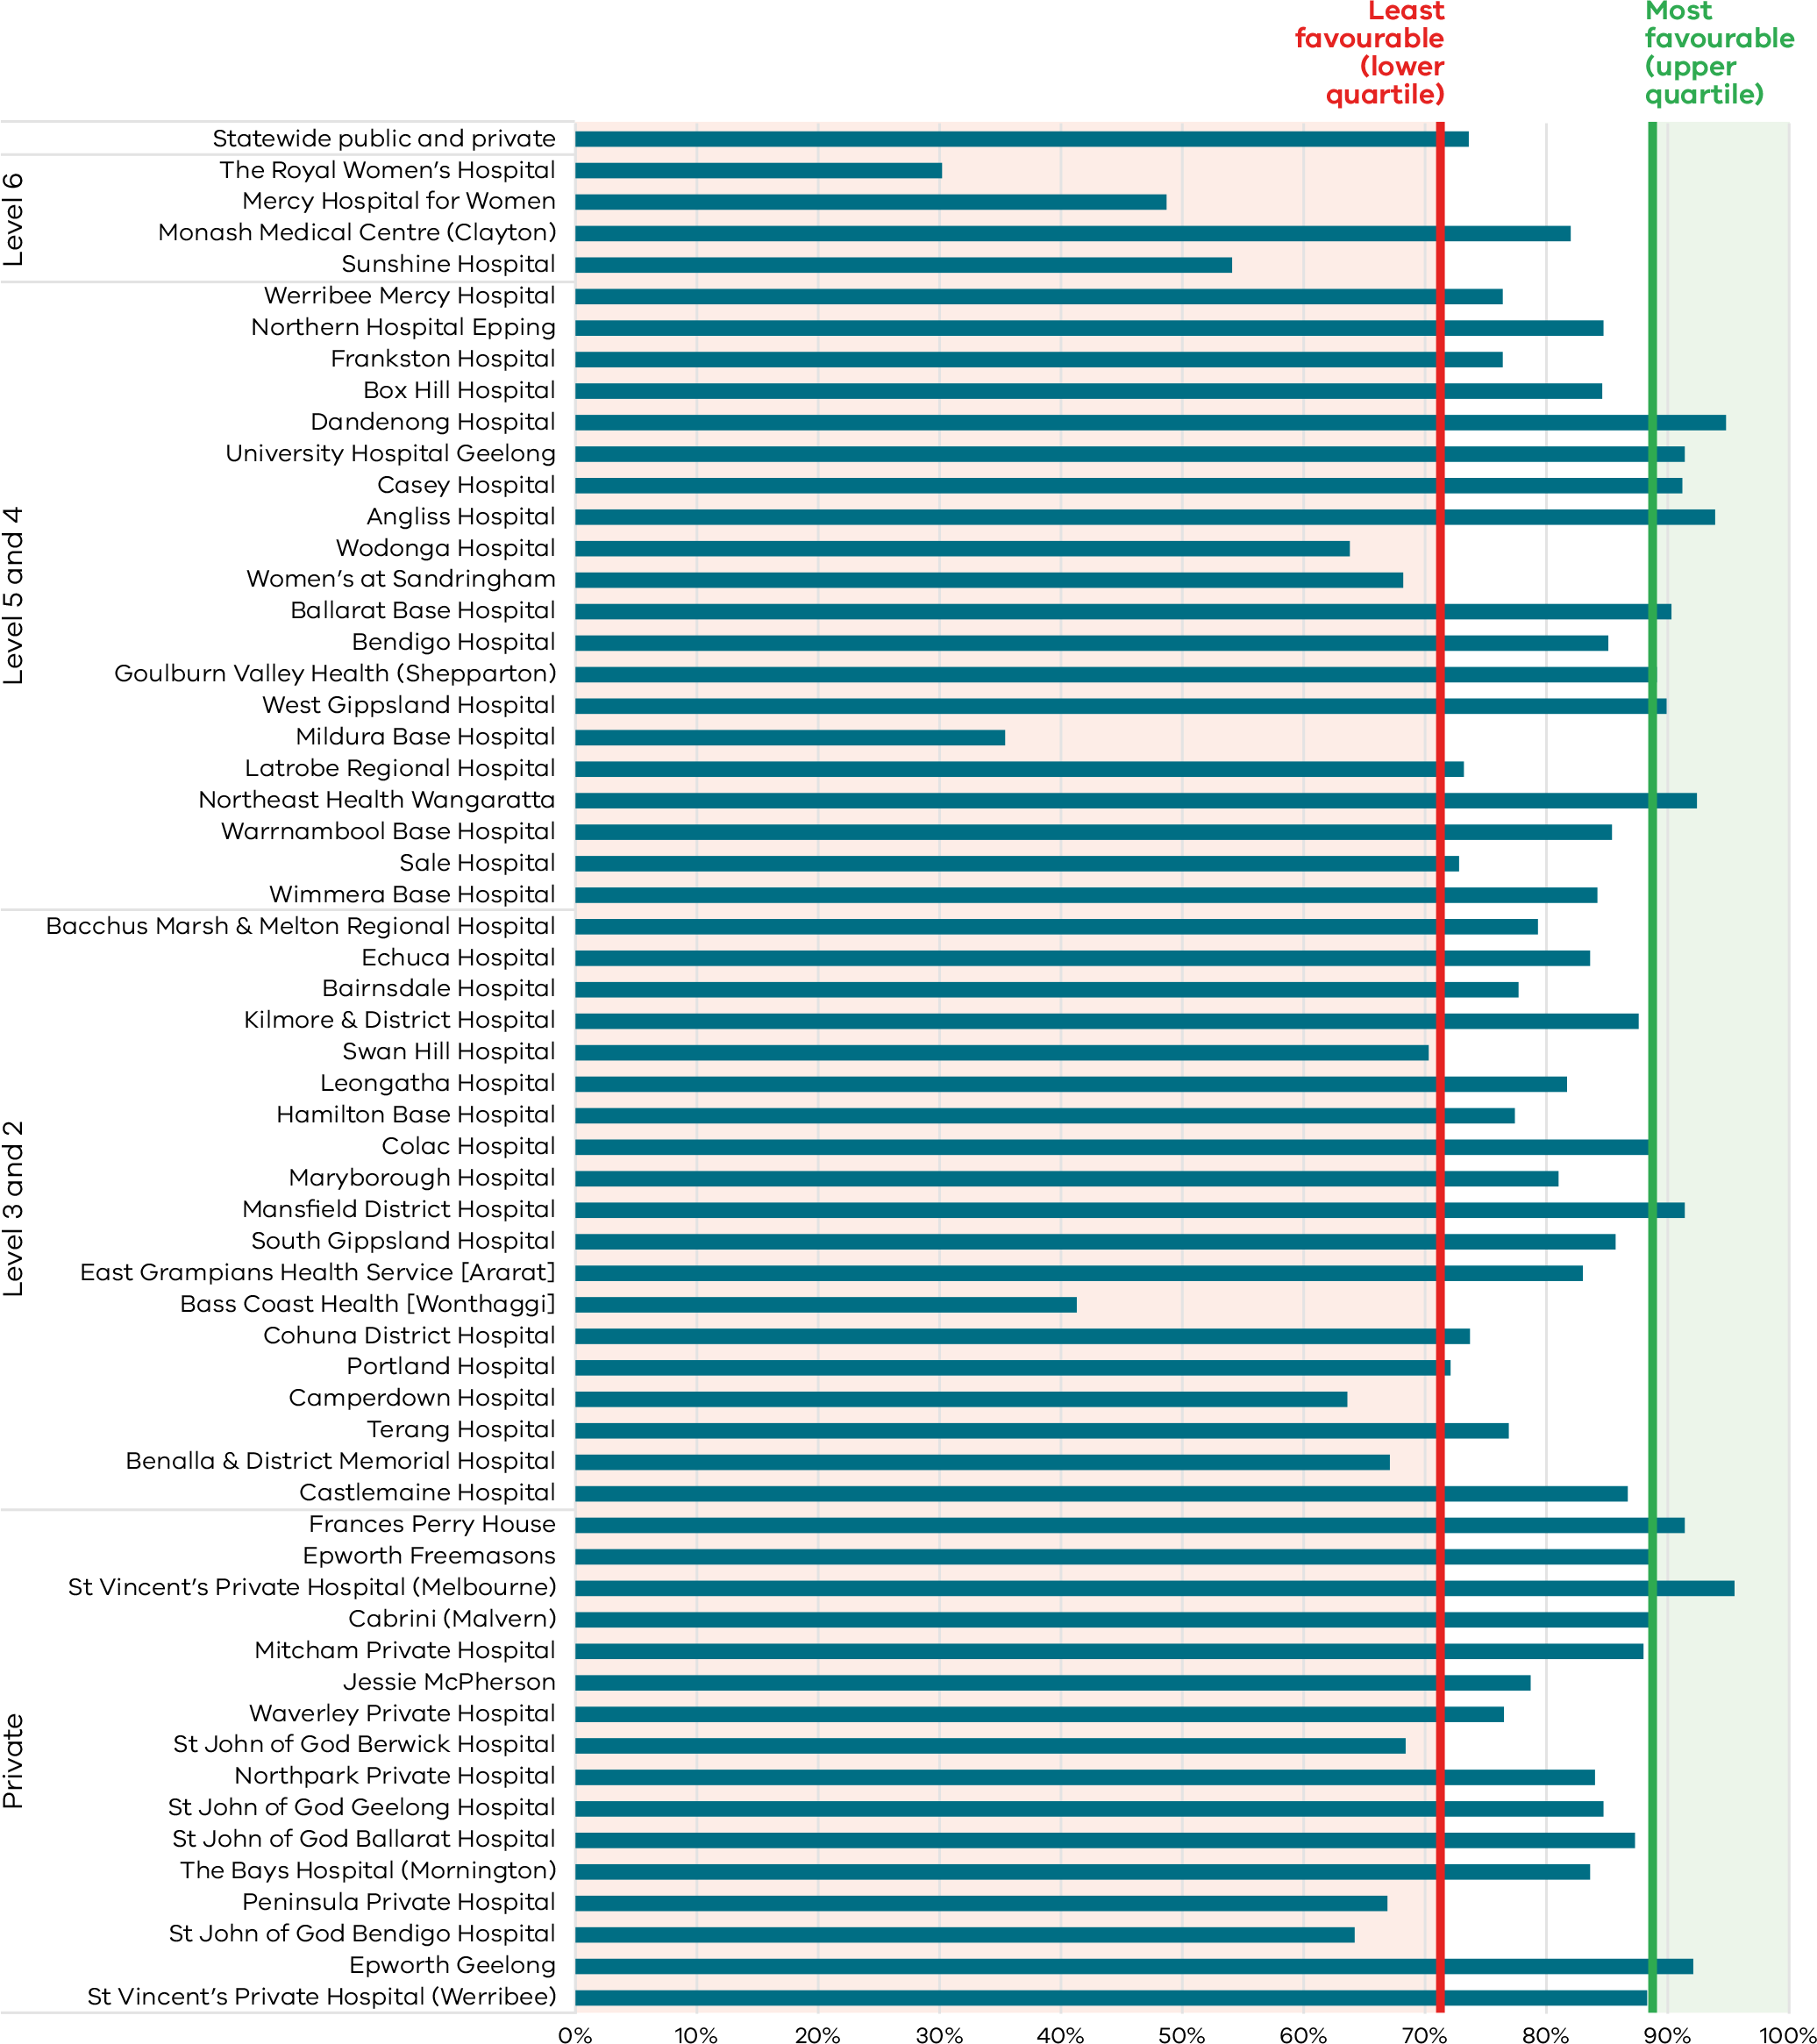 Least
favourable
(lower
quartile)
Most
favourable
(upper
quartile)
Statewide public and private
Level 6
The Royal Women’s Hospital
Mercy Hospital for Women
Monash Medical Centre (Clayton)
Sunshine Hospital
Level 5 and 4
Werribee Mercy Hospital
Northern Hospital Epping
Frankston Hospital
Box Hill Hospital
Dandenong Hospital
University Hospital Geelong
Casey Hospital
Angliss Hospital
Wodonga Hospital
Women’s at Sandringham
Ballarat Base Hospital
Bendigo Hospital
Goulburn Valley Health (Shepparton)
West Gippsland Hospital
Mildura Base Hospital
Latrobe Regional Hospital
Northeast Health Wangaratta
Warrnambool Base Hospital
Sale Hospital
Wimmera Base Hospital
Level 3 and 2
Bacchus Marsh & Melton Regional Hospital
Echuca Hospital
Bairnsdale Hospital
Kilmore & District Hospital
Swan Hill Hospital
Leongatha Hospital
Hamilton Base Hospital
Colac Hospital
Maryborough Hospital
Mansfield District Hospital
South Gippsland Hospital
East Grampians Health Service [Ararat]
Bass Coast Health [Wonthaggi]
Cohuna District Hospital
Portland Hospital
Camperdown Hospital
Terang Hospital
Benalla & District Memorial Hospital
Castlemaine Hospital
Private
Frances Perry House
Epworth Freemasons
St Vincent’s Private Hospital (Melbourne)
Cabrini (Malvern)
Mitcham Private Hospital
Jessie McPherson
Waverley Private Hospital
St John of God Berwick Hospital
Northpark Private Hospital
St John of God Geelong Hospital
St John of God Ballarat Hospital
The Bays Hospital (Mornington)
Peninsula Private Hospital
St John of God Bendigo Hospital
Epworth Geelong
St Vincent’s Private Hospital (Werribee)
0% 10% 20% 30% 40% 50% 60% 70% 80% 90% 100%